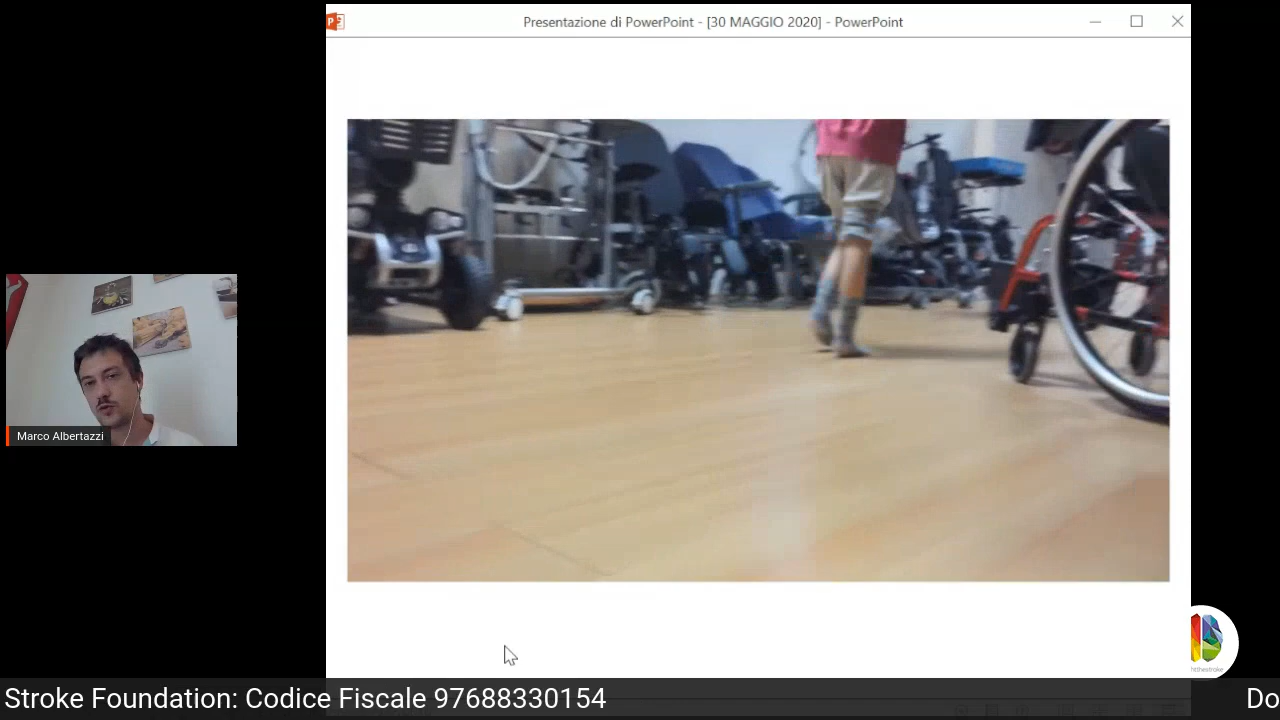 Presentazione di PowerPoint - [30 MAGGIO 2020] - PowerPoint
Marco Albertazzi
Stroke Foundation: Codice Fiscale 97688330154
Do